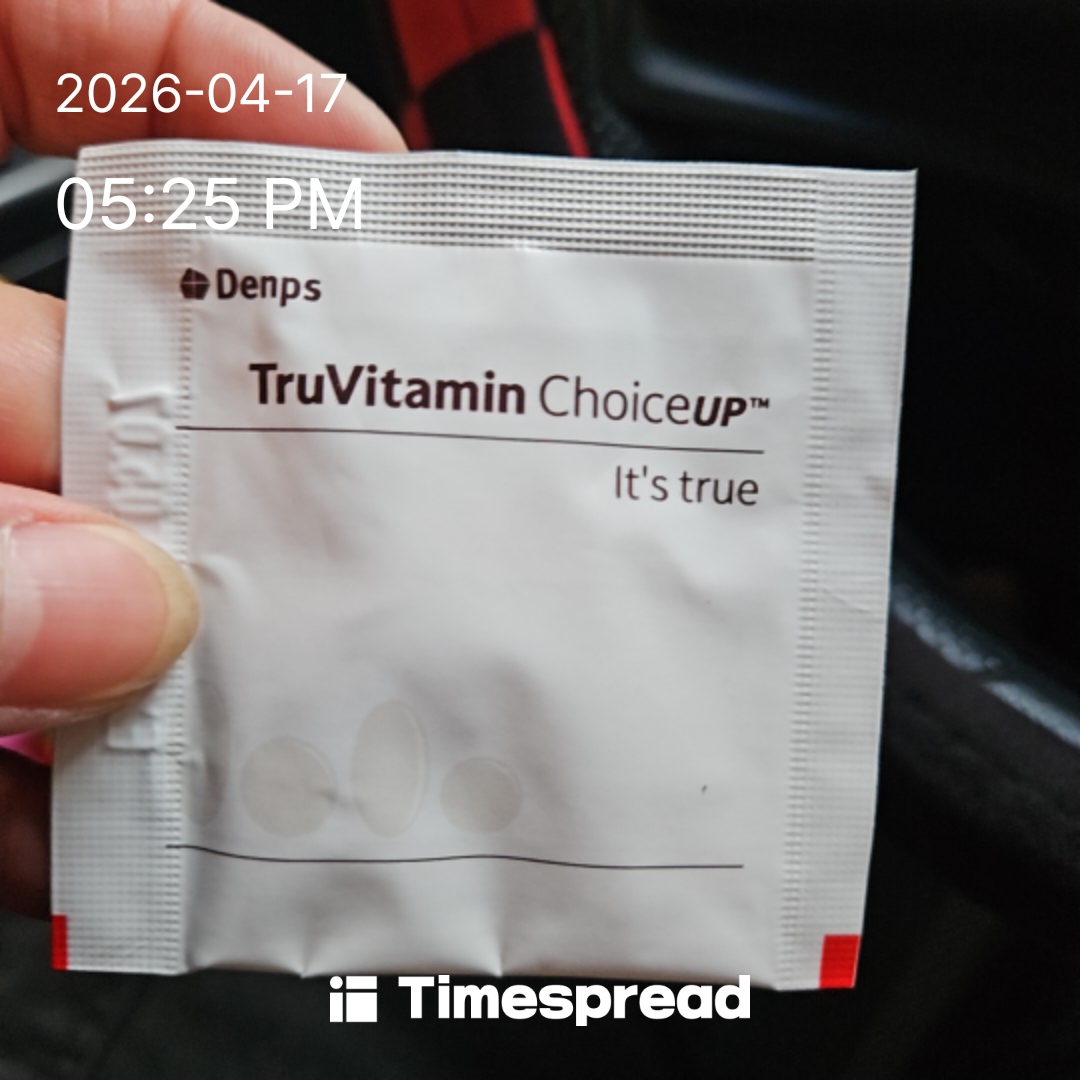 2026-04-17
05:25 PM
Denps
TruVitamin ChoiceUP™
It's true
Timespread